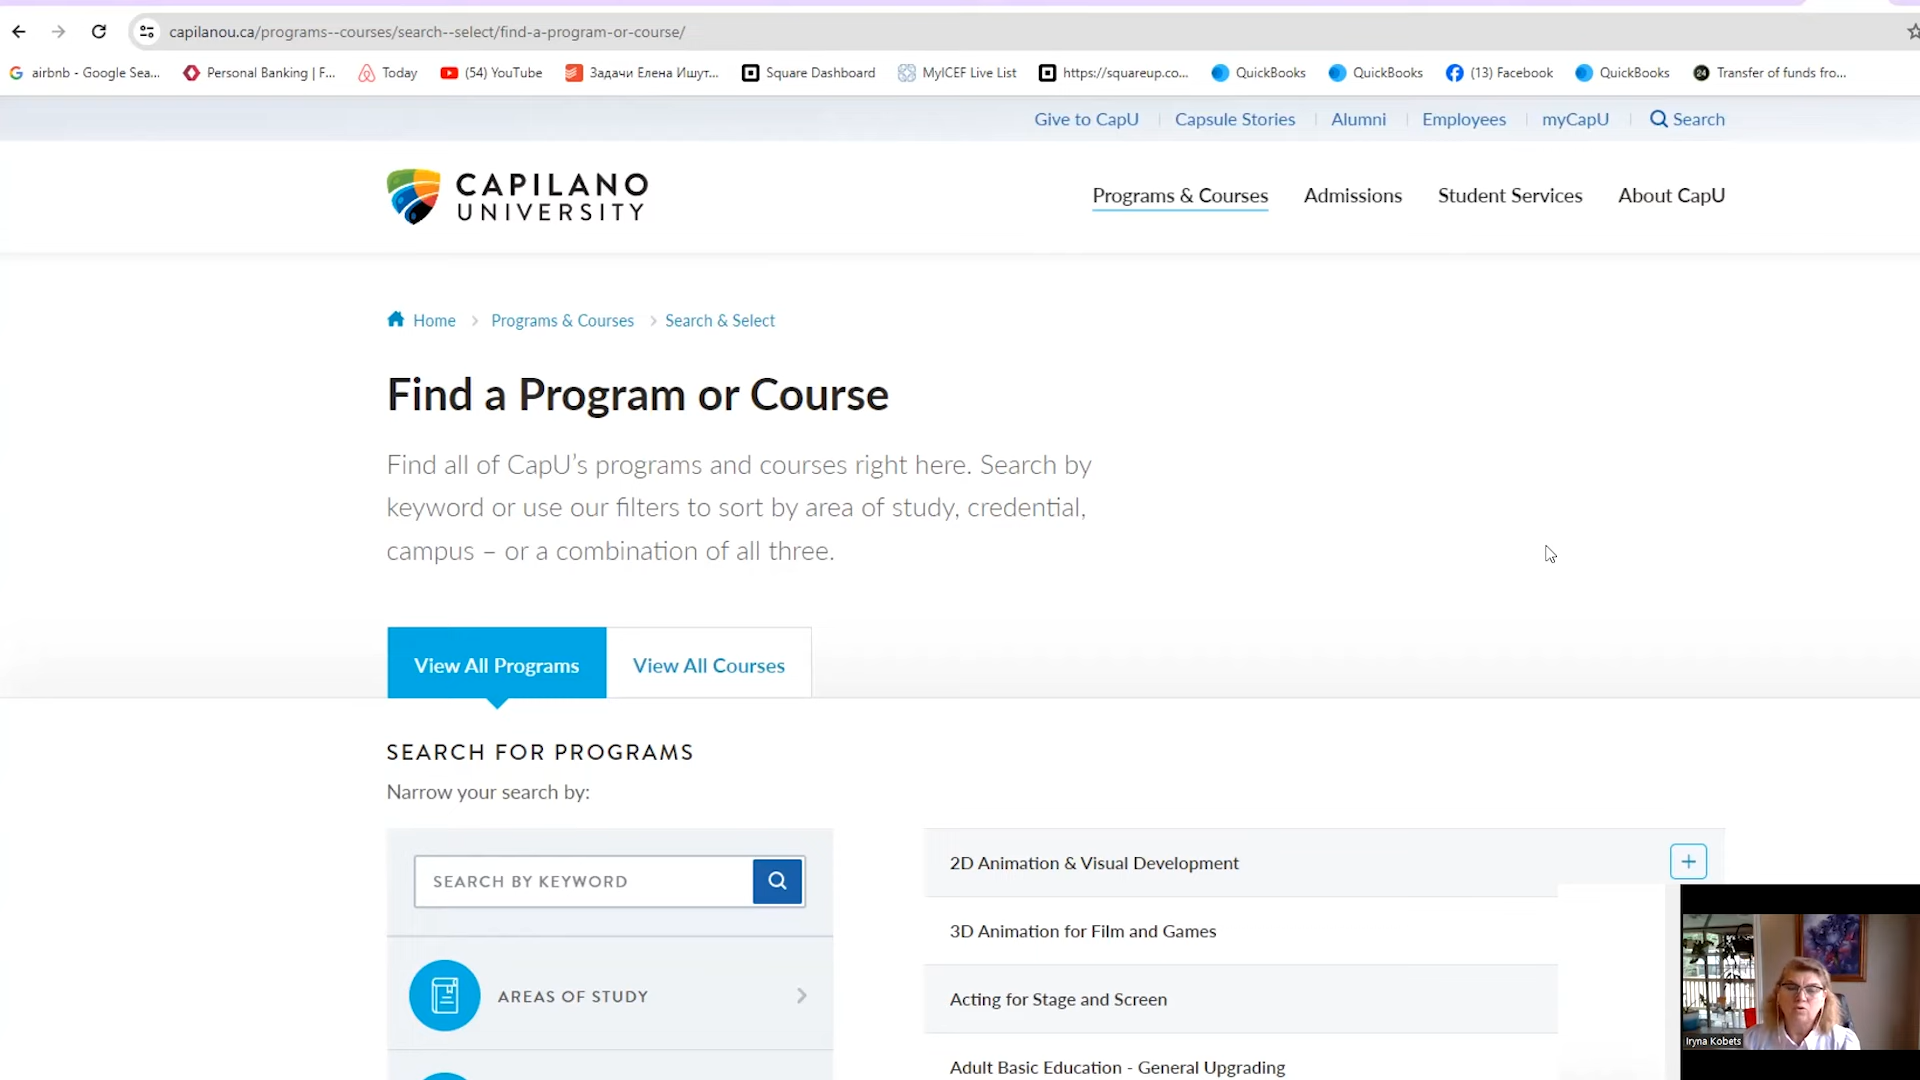 capilanou.ca/programs--courses/search--select/find-a-program-or-course/
airbnb - Google Sea...
Personal Banking | F...
Today
(54) YouTube
Задачи Елена Ишут...
Square Dashboard
MyICEF Live List
https://squareup.co...
QuickBooks
QuickBooks
(13) Facebook
QuickBooks
24
Transfer of funds fro...
Give to CapU
Capsule Stories
Alumni
Employees
myCapU
Search
CAPILANO
UNIVERSITY
Programs & Courses
Admissions
Student Services
About CapU
Home
Programs & Courses
Search & Select
Find a Program or Course
Find all of CapU's programs and courses right here. Search by
keyword or use our filters to sort by area of study, credential,
campus – or a combination of all three.
View All Programs
View All Courses
SEARCH FOR PROGRAMS
Narrow your search by:
SEARCH BY KEYWORD
AREAS OF STUDY
2D Animation & Visual Development
3D Animation for Film and Games
Acting for Stage and Screen
Adult Basic Education - General Upgrading
Iryna Kobets